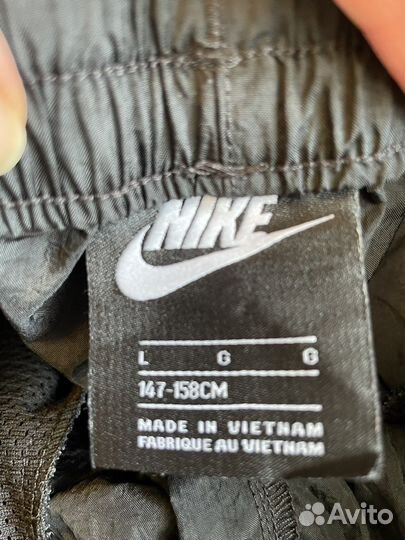 NIKE
L G G
147-158CM
MADE IN VIETNAM
FABRIQUE AU VIETNAM
Avito